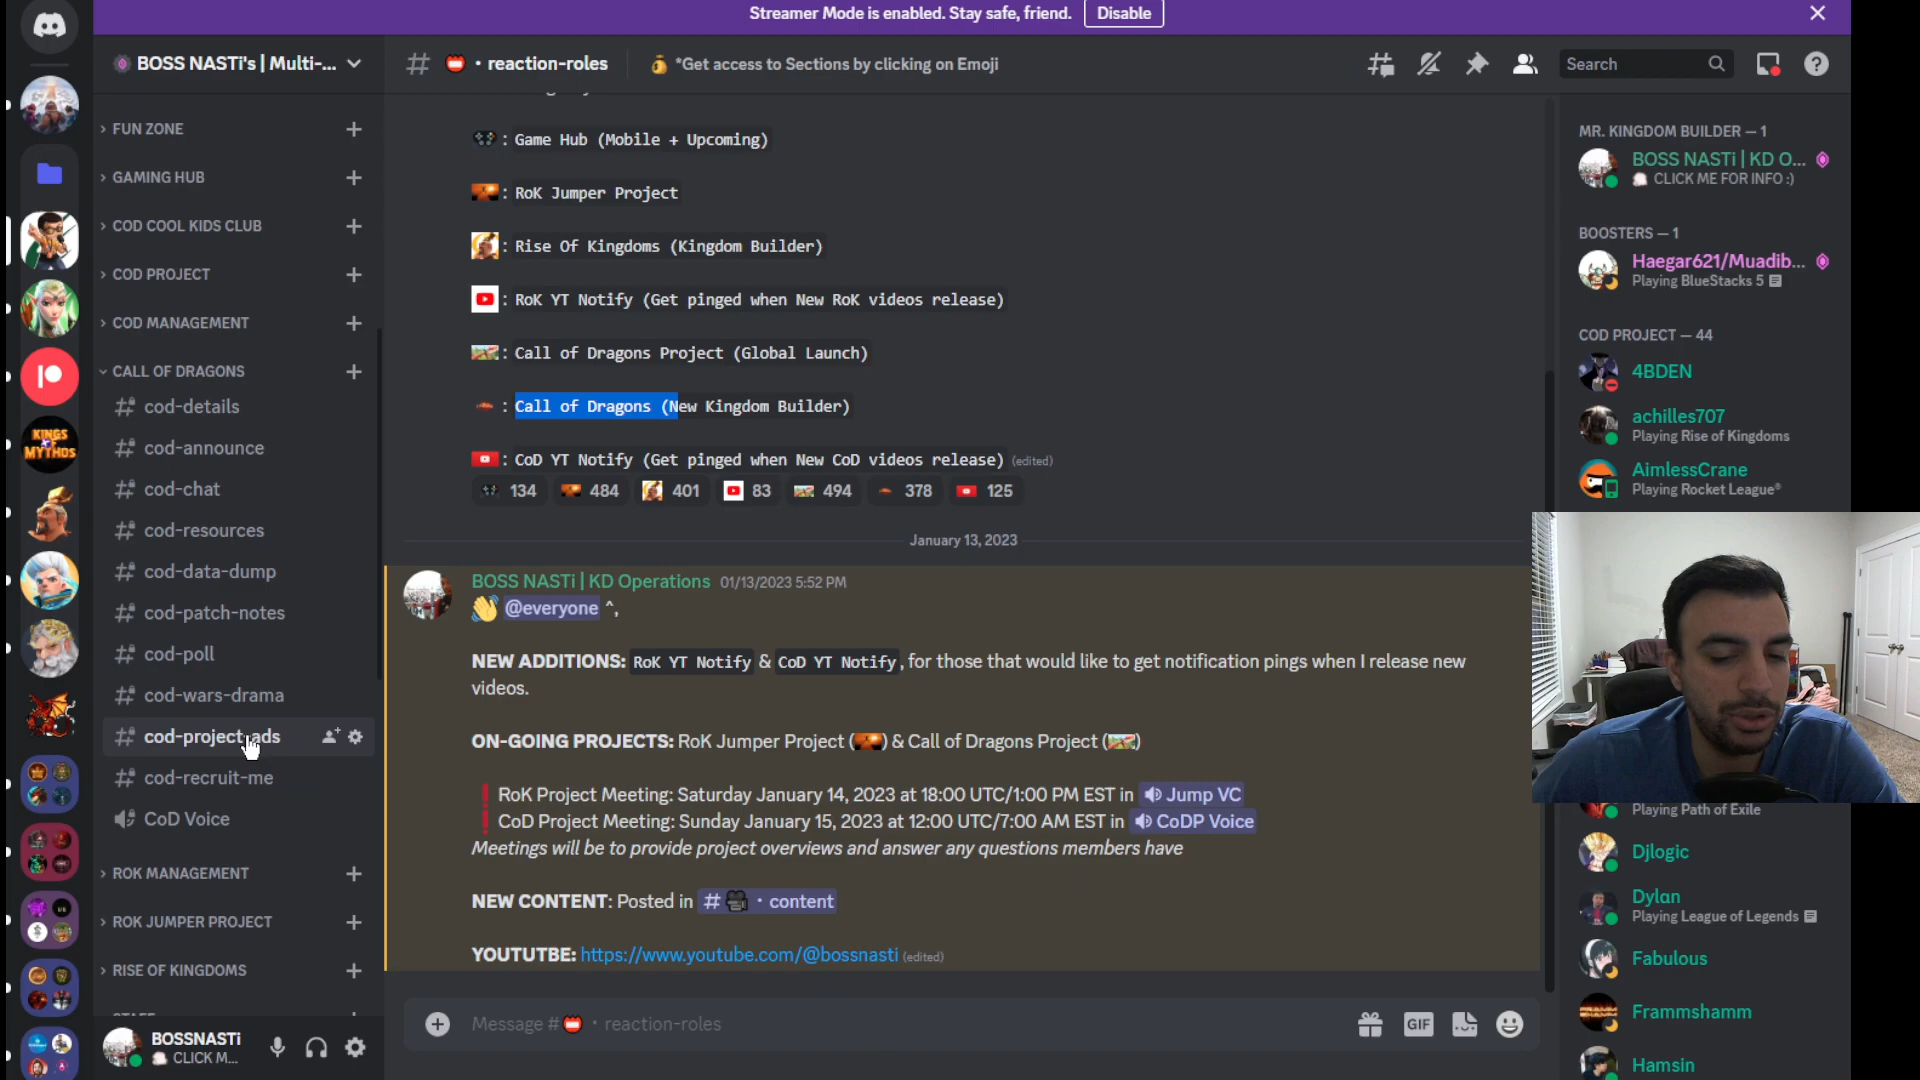 Streamer Mode is enabled. Stay safe, friend. Disable
BOSS NASTi's | Multi-...
reaction-roles
*Get access to Sections by clicking on Emoji
Search
FUN ZONE
GAMING HUB
COD COOL KIDS CLUB
COD PROJECT
COD MANAGEMENT
CALL OF DRAGONS
cod-details
cod-announce
cod-chat
cod-resources
cod-data-dump
cod-patch-notes
cod-poll
cod-wars-drama
cod-project-ads
cod-recruit-me
CoD Voice
ROK MANAGEMENT
ROK JUMPER PROJECT
RISE OF KINGDOMS
BOSSNASTi
CLICK M...
KINGS OF MYTHOS
: Game Hub (Mobile + Upcoming)
: RoK Jumper Project
: Rise Of Kingdoms (Kingdom Builder)
: RoK YT Notify (Get pinged when New RoK videos release)
: Call of Dragons Project (Global Launch)
: Call of Dragons (New Kingdom Builder)
: CoD YT Notify (Get pinged when New CoD videos release) (edited)
134 484 401 83 494 378 125
January 13, 2023
BOSS NASTi | KD Operations 01/13/2023 5:52 PM
@everyone ^,
NEW ADDITIONS: RoK YT Notify & CoD YT Notify, for those that would like to get notification pings when I release new
videos.
ON-GOING PROJECTS: RoK Jumper Project () & Call of Dragons Project ()
RoK Project Meeting: Saturday January 14, 2023 at 18:00 UTC/1:00 PM EST in Jump VC
CoD Project Meeting: Sunday January 15, 2023 at 12:00 UTC/7:00 AM EST in CoDP Voice
Meetings will be to provide project overviews and answer any questions members have
NEW CONTENT: Posted in # · content
YOUTUTBE: https://www.youtube.com/@bossnasti (edited)
Message # · reaction-roles
GIF
MR. KINGDOM BUILDER — 1
BOSS NASTi | KD O...
CLICK ME FOR INFO :)
BOOSTERS — 1
Haegar621/Muadib...
Playing BlueStacks 5
COD PROJECT — 44
4BDEN
achilles707
Playing Rise of Kingdoms
AimlessCrane
Playing Rocket League®
Playing Path of Exile
Djlogic
Dylan
Playing League of Legends
Fabulous
Frammshamm
Hamsin